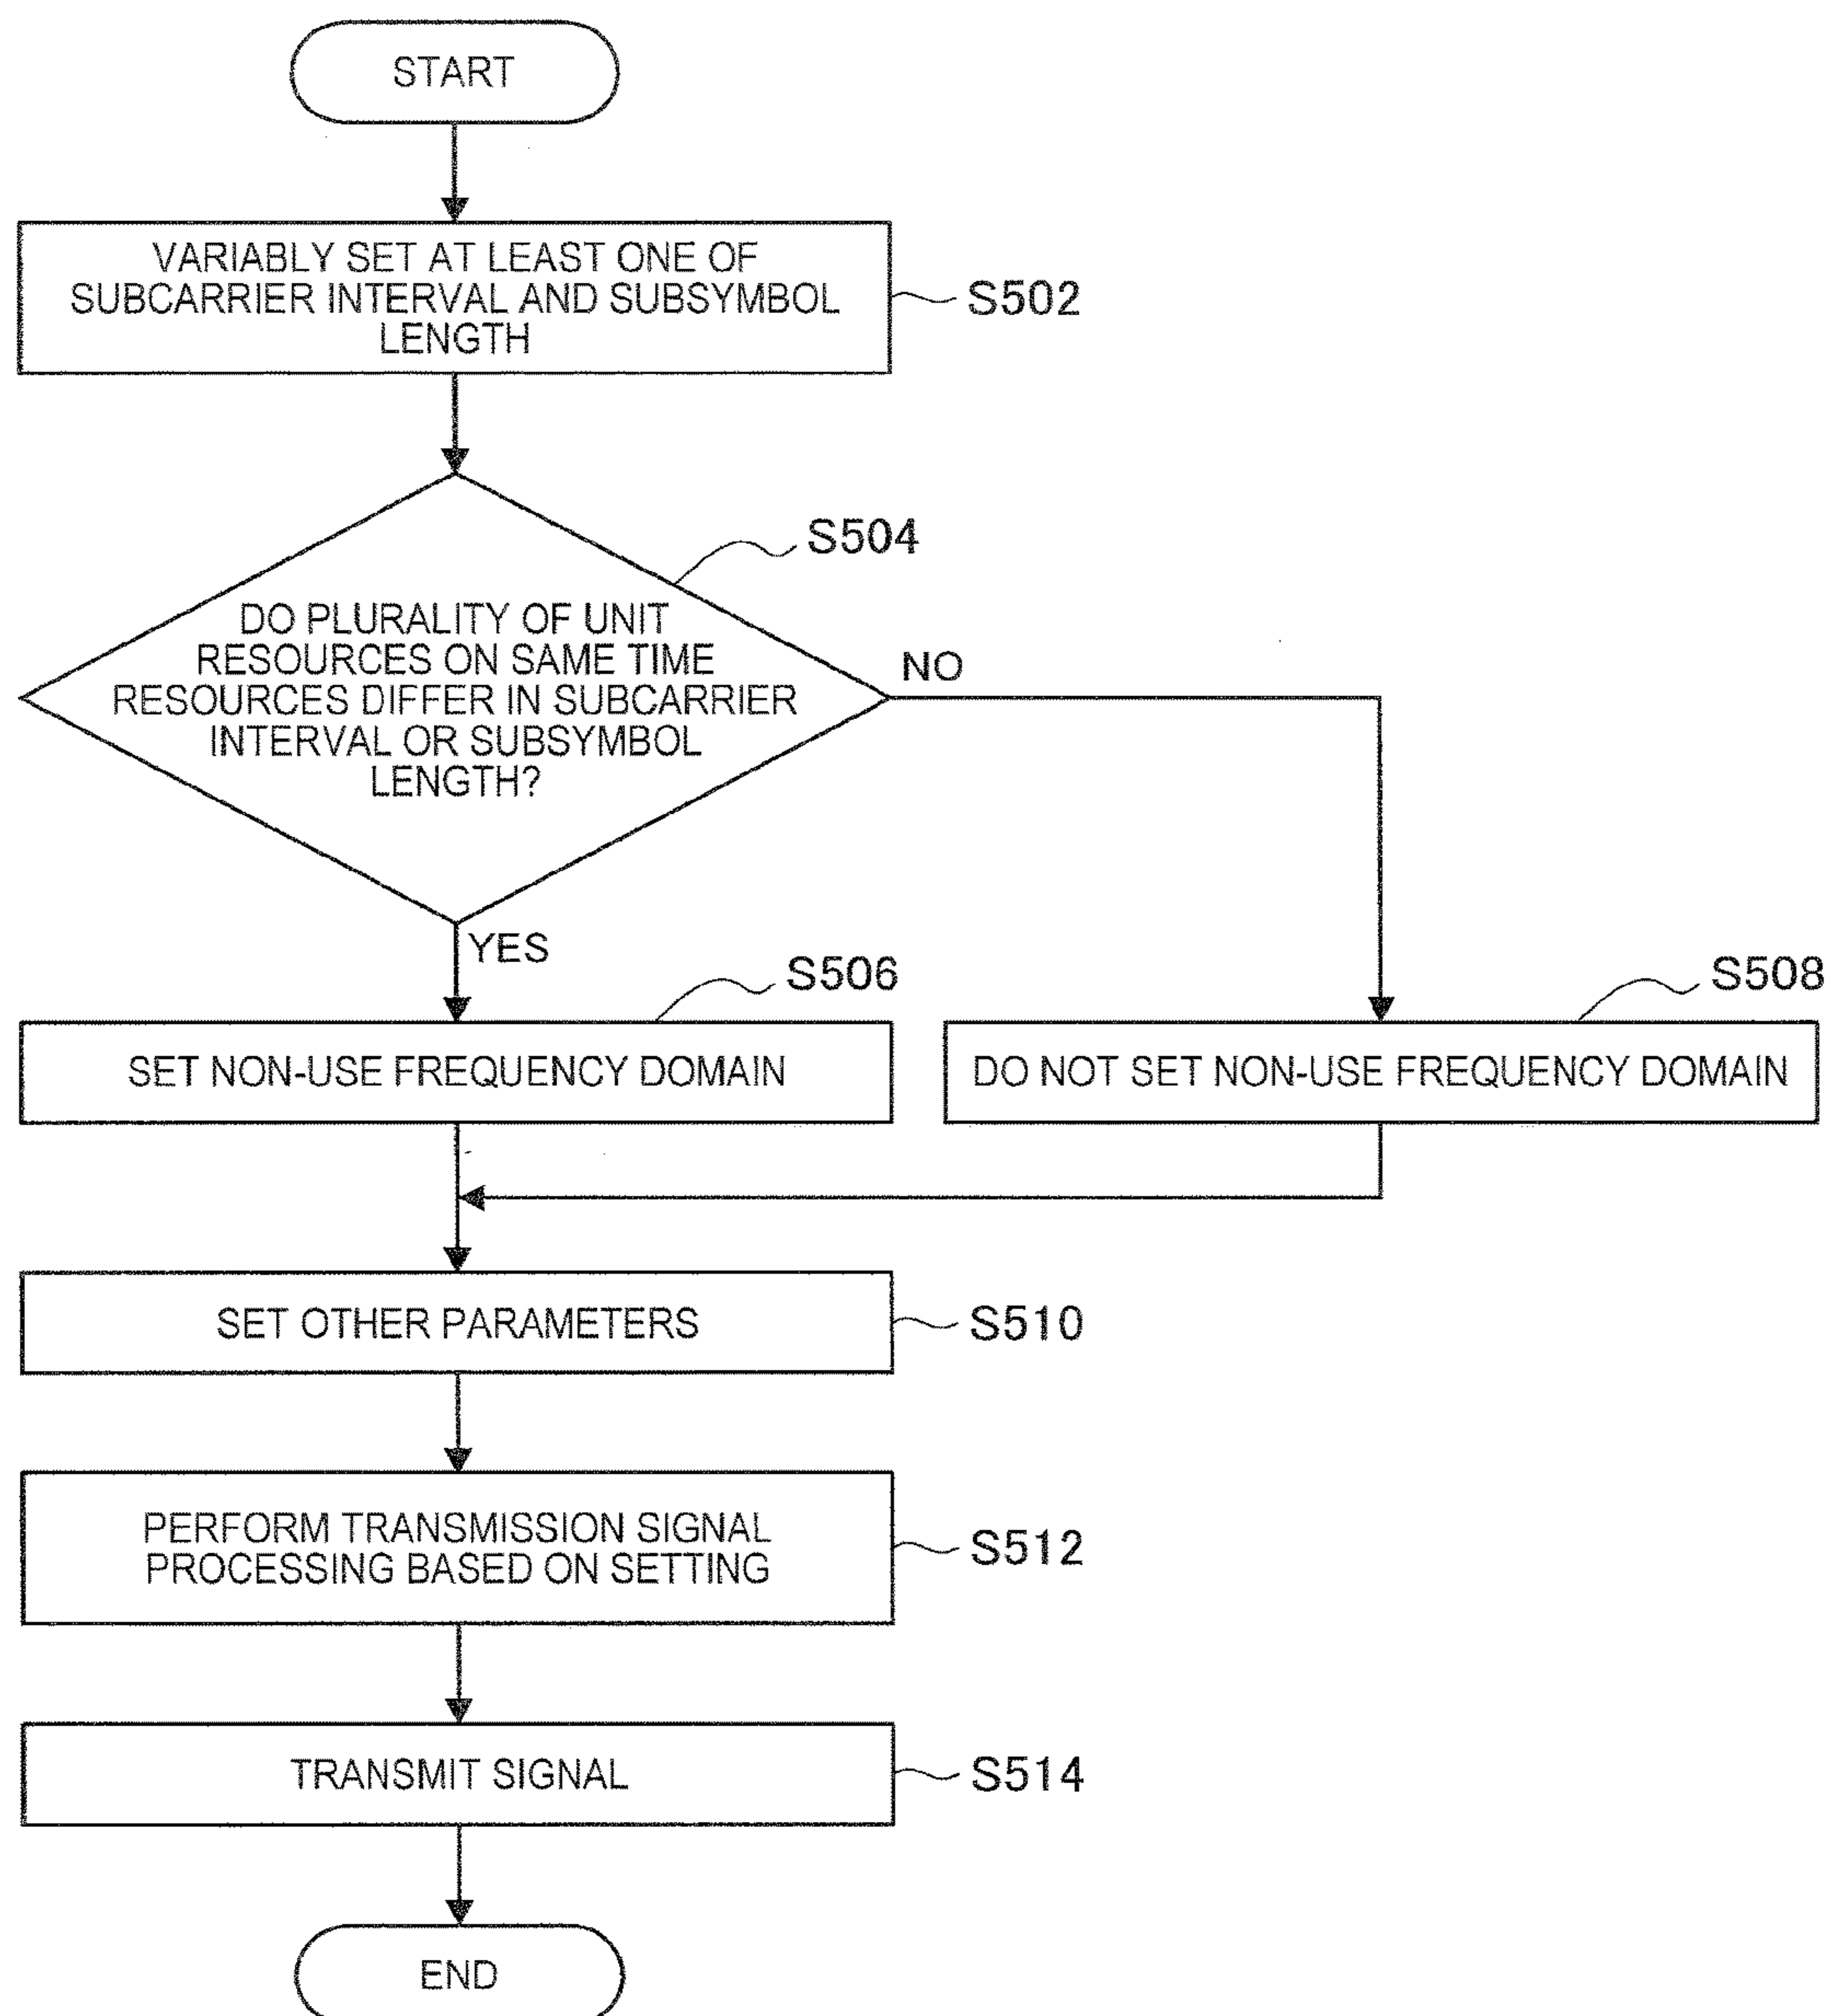 START
VARIABLY SET AT LEAST ONE OF
SUBCARRIER INTERVAL AND SUBSYMBOL
LENGTH
S502
S504
DO PLURALITY OF UNIT
RESOURCES ON SAME TIME
RESOURCES DIFFER IN SUBCARRIER
INTERVAL OR SUBSYMBOL
LENGTH?
NO
YES
S506
S508
SET NON-USE FREQUENCY DOMAIN
DO NOT SET NON-USE FREQUENCY DOMAIN
SET OTHER PARAMETERS
S510
PERFORM TRANSMISSION SIGNAL
PROCESSING BASED ON SETTING
S512
TRANSMIT SIGNAL
S514
END